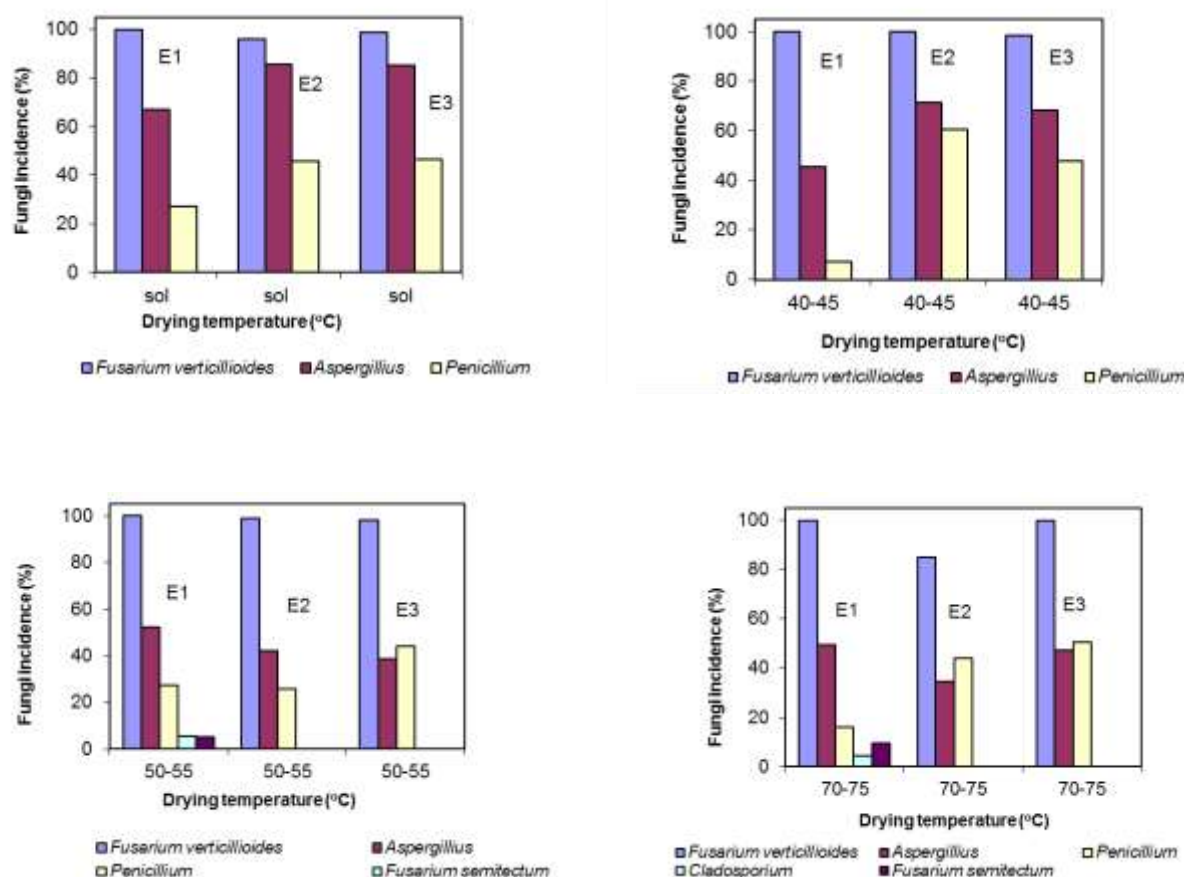 Fungi incidence (%)
100
80
60
40
20
0
E1
E2
E3
sol sol sol
Drying temperature (°C)
Fusarium verticillioides Aspergillius Penicillium
Fungi incidence (%)
100
80
60
40
20
0
E1 E2 E3
40-45 40-45 40-45
Drying temperature (°C)
Fusarium verticillioides Aspergillius Penicillium
Fungi incidence (%)
100
80
60
40
20
0
E1 E2 E3
50-55 50-55 50-55
Drying temperature (°C)
Fusarium verticillioides Aspergillius
Penicillium Fusarium semitectum
Fungi incidence (%)
100
80
60
40
20
0
E1 E2 E3
70-75 70-75 70-75
Drying temperature (°C)
Fusarium verticillioides Aspergillius Penicillium
Cladosporium Fusarium semitectum